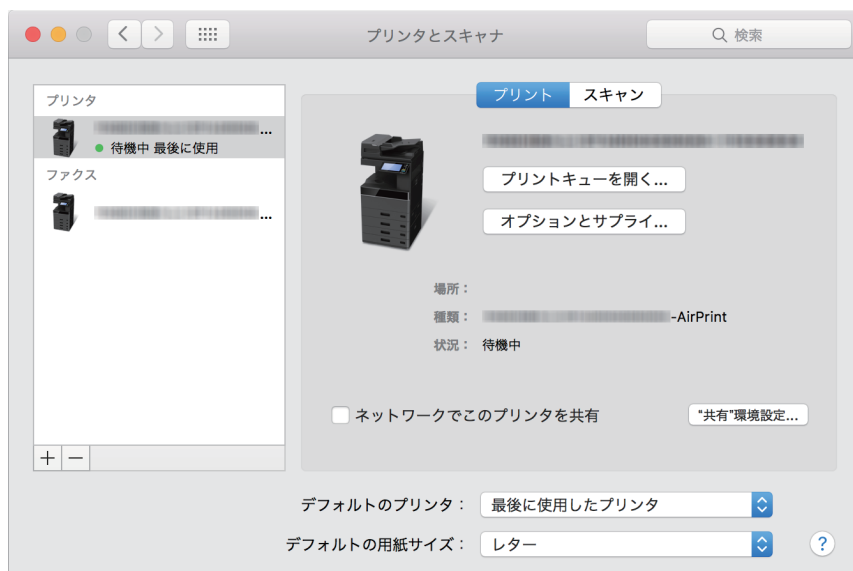 プリンタとスキャナ
検索
プリンタ
...
待機中 最後に使用
ファクス
...
プリント スキャン
プリントキューを開く...
オプションとサプライ...
場所：
種類： -AirPrint
状況： 待機中
ネットワークでこのプリンタを共有
"共有"環境設定...
+ −
デフォルトのプリンタ： 最後に使用したプリンタ
デフォルトの用紙サイズ： レター
?